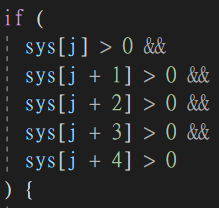 if (
sys[j] > 0 &&
sys[j + 1] > 0 &&
sys[j + 2] > 0 &&
sys[j + 3] > 0 &&
sys[j + 4] > 0
) {